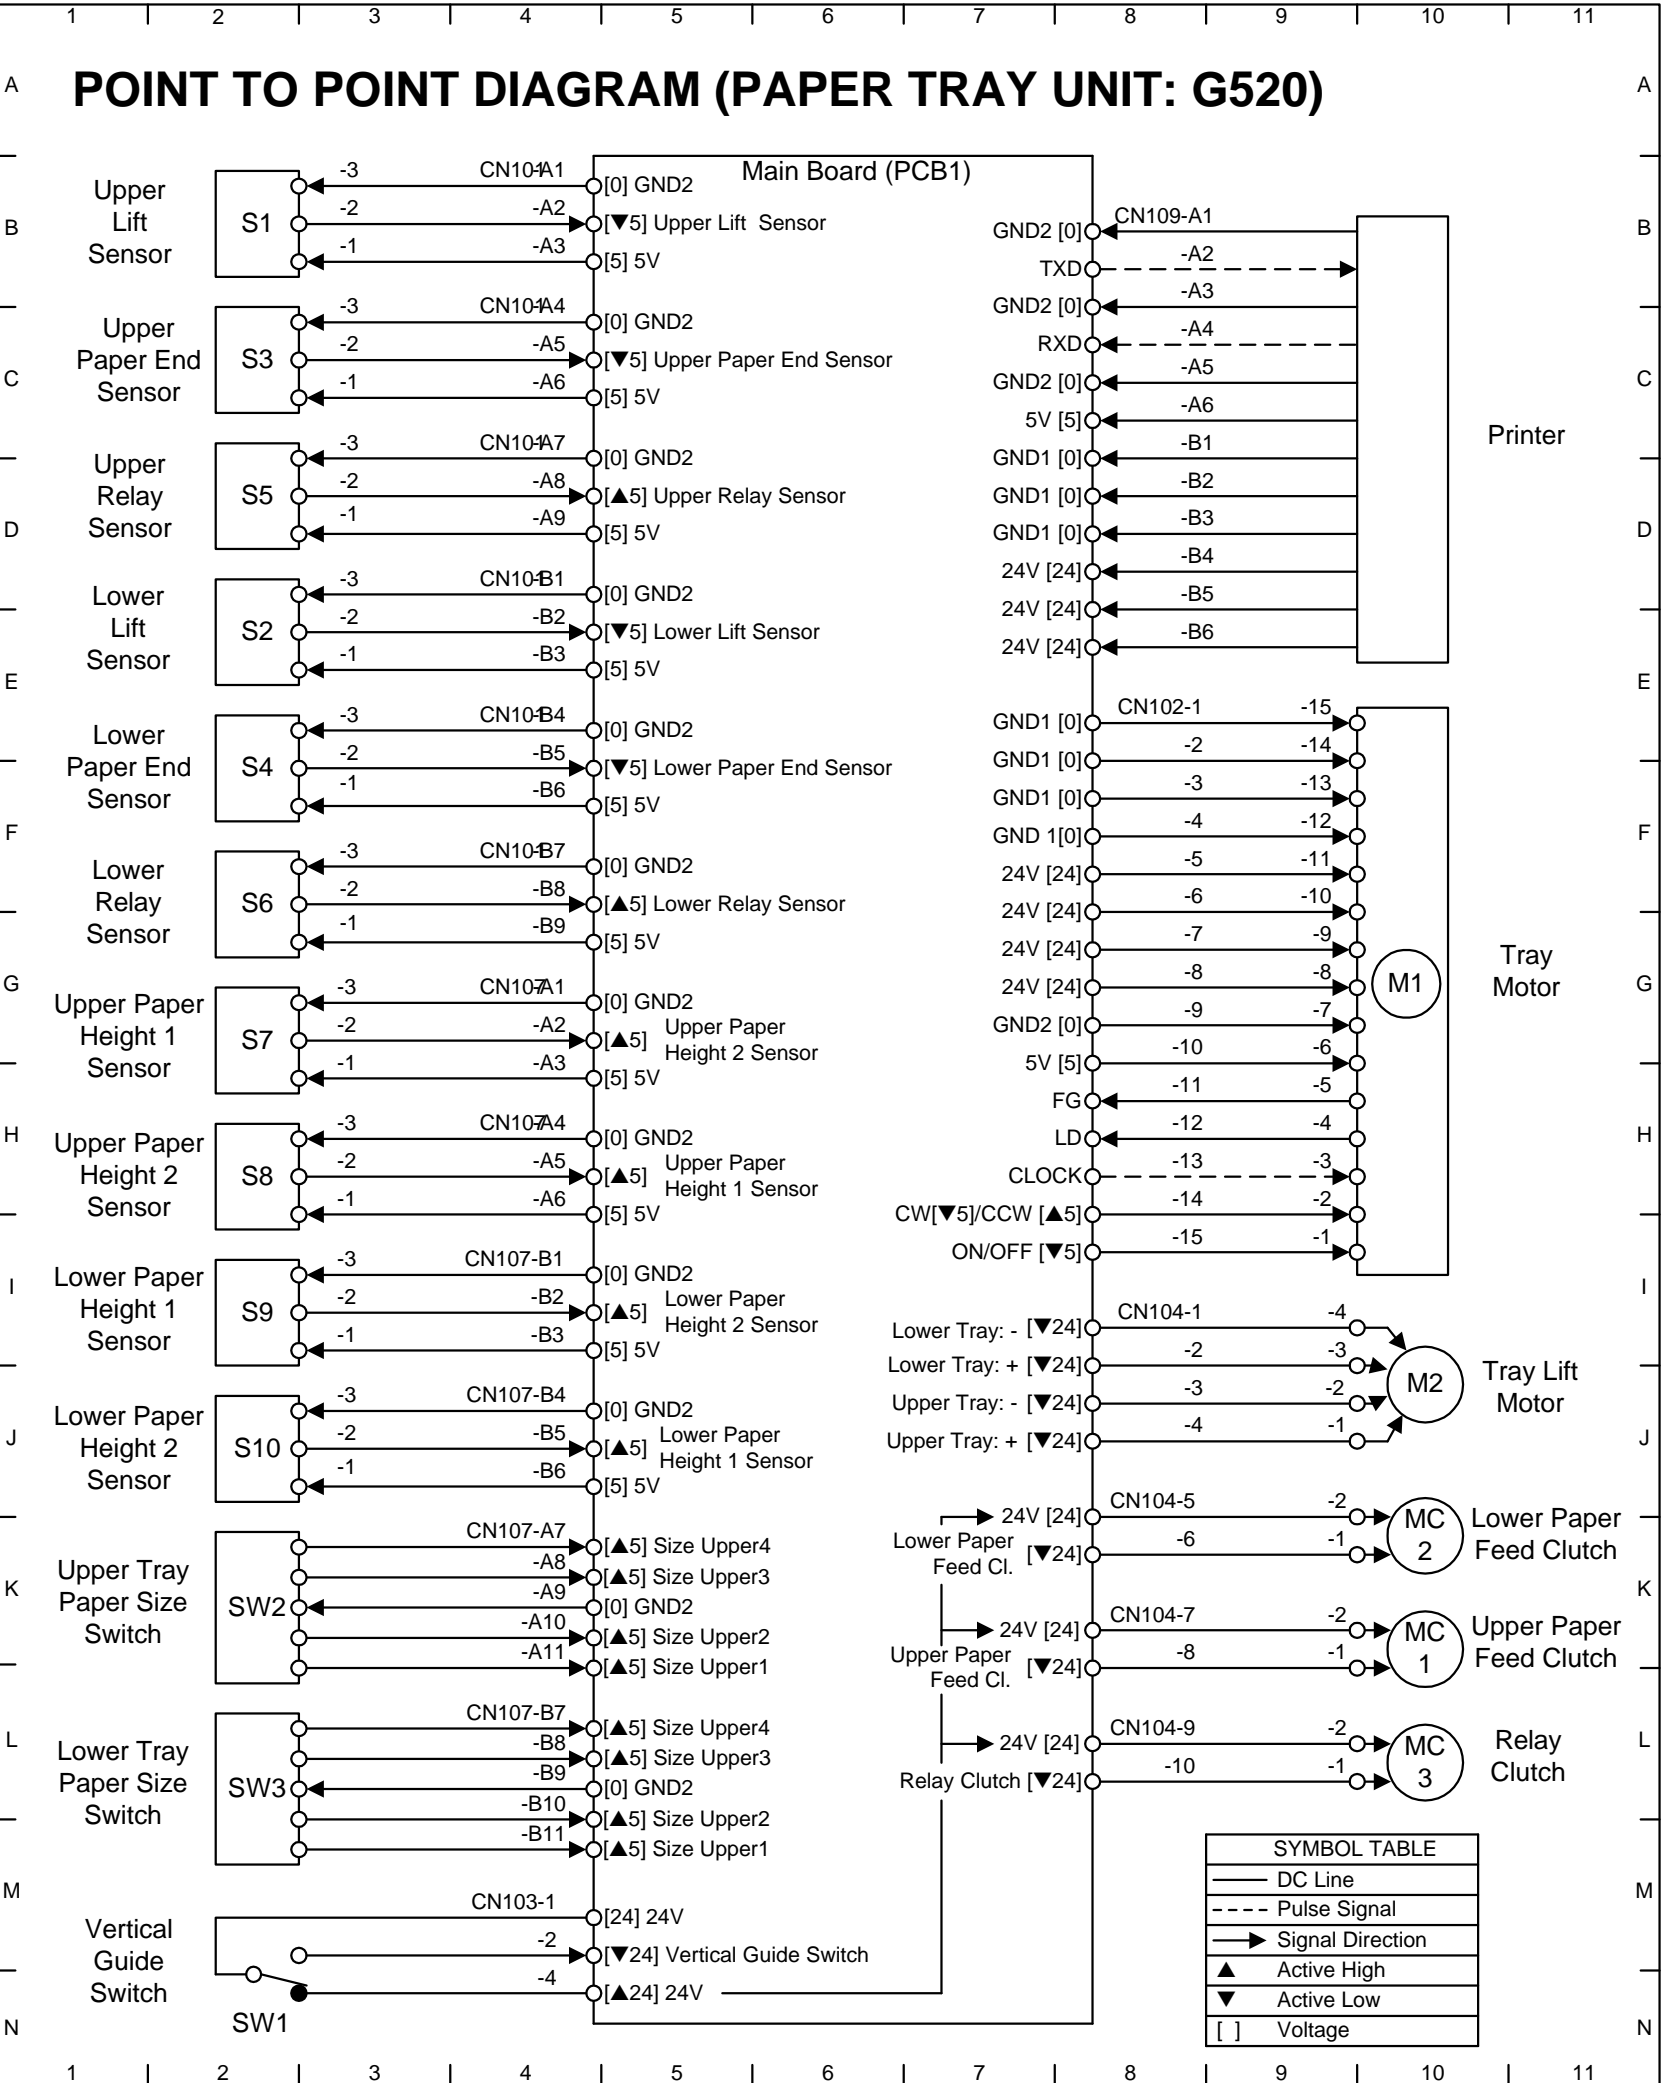 1 2 3 4 5 6 7 8 9 10 11
A A
POINT TO POINT DIAGRAM (PAPER TRAY UNIT: G520)
Main Board (PCB1)
B B
Upper
Lift
Sensor
S1
-3 CN101-A1 [0] GND2
-2 -A2 [▼5] Upper Lift Sensor
-1 -A3 [5] 5V
C C
Upper
Paper End
Sensor
S3
-3 CN101-A4 [0] GND2
-2 -A5 [▼5] Upper Paper End Sensor
-1 -A6 [5] 5V
D D
Upper
Relay
Sensor
S5
-3 CN101-A7 [0] GND2
-2 -A8 [▲5] Upper Relay Sensor
-1 -A9 [5] 5V
Lower
Lift
Sensor
S2
-3 CN101-B1 [0] GND2
-2 -B2 [▼5] Lower Lift Sensor
-1 -B3 [5] 5V
E E
Lower
Paper End
Sensor
S4
-3 CN101-B4 [0] GND2
-2 -B5 [▼5] Lower Paper End Sensor
-1 -B6 [5] 5V
F F
Lower
Relay
Sensor
S6
-3 CN101-B7 [0] GND2
-2 -B8 [▲5] Lower Relay Sensor
-1 -B9 [5] 5V
G G
Upper Paper
Height 1
Sensor
S7
-3 CN107-A1 [0] GND2
-2 -A2 [▲5] Upper Paper
Height 2 Sensor
-1 -A3 [5] 5V
H H
Upper Paper
Height 2
Sensor
S8
-3 CN107-A4 [0] GND2
-2 -A5 [▲5] Upper Paper
Height 1 Sensor
-1 -A6 [5] 5V
I I
Lower Paper
Height 1
Sensor
S9
-3 CN107-B1 [0] GND2
-2 -B2 [▲5] Lower Paper
Height 2 Sensor
-1 -B3 [5] 5V
J J
Lower Paper
Height 2
Sensor
S10
-3 CN107-B4 [0] GND2
-2 -B5 [▲5] Lower Paper
Height 1 Sensor
-1 -B6 [5] 5V
K K
Upper Tray
Paper Size
Switch
SW2
CN107-A7 [▲5] Size Upper4
-A8 [▲5] Size Upper3
-A9 [0] GND2
-A10 [▲5] Size Upper2
-A11 [▲5] Size Upper1
L L
Lower Tray
Paper Size
Switch
SW3
CN107-B7 [▲5] Size Upper4
-B8 [▲5] Size Upper3
-B9 [0] GND2
-B10 [▲5] Size Upper2
-B11 [▲5] Size Upper1
M M
Vertical
Guide
Switch
SW1
CN103-1 [24] 24V
-2 [▼24] Vertical Guide Switch
-4 [▲24] 24V
N N
GND2 [0] CN109-A1
TXD -A2
GND2 [0] -A3
RXD -A4
GND2 [0] -A5
5V [5] -A6
GND1 [0] -B1
GND1 [0] -B2
GND1 [0] -B3
24V [24] -B4
24V [24] -B5
24V [24] -B6
Printer
GND1 [0] CN102-1 -15
GND1 [0] -2 -14
GND1 [0] -3 -13
GND 1[0] -4 -12
24V [24] -5 -11
24V [24] -6 -10
24V [24] -7 -9
24V [24] -8 -8
GND2 [0] -9 -7
5V [5] -10 -6
FG -11 -5
LD -12 -4
CLOCK -13 -3
CW[▼5]/CCW [▲5] -14 -2
ON/OFF [▼5] -15 -1
M1
Tray
Motor
Lower Tray: - [▼24] CN104-1 -4
Lower Tray: + [▼24] -2 -3
Upper Tray: - [▼24] -3 -2
Upper Tray: + [▼24] -4 -1
M2
Tray Lift
Motor
24V [24] CN104-5 -2
Lower Paper
Feed Cl. [▼24] -6 -1
MC
2
Lower Paper
Feed Clutch
24V [24] CN104-7 -2
Upper Paper
Feed Cl. [▼24] -8 -1
MC
1
Upper Paper
Feed Clutch
24V [24] CN104-9 -2
Relay Clutch [▼24] -10 -1
MC
3
Relay
Clutch
SYMBOL TABLE
DC Line
Pulse Signal
Signal Direction
▲ Active High
▼ Active Low
[ ] Voltage
1 2 3 4 5 6 7 8 9 10 11